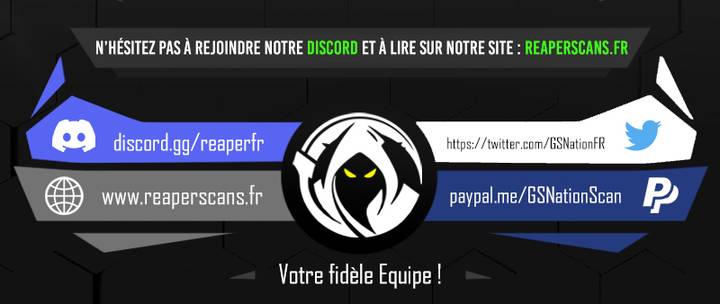 N'HÉSITEZ PAS À REJOINDRE NOTRE DISCORD ET À LIRE SUR NOTRE SITE : REAPERSCANS.FR
discord.gg/reaperfr
https://twitter.com/GSNationFR
www.reaperscans.fr
paypal.me/GSNationScan
Votre fidèle Equipe !